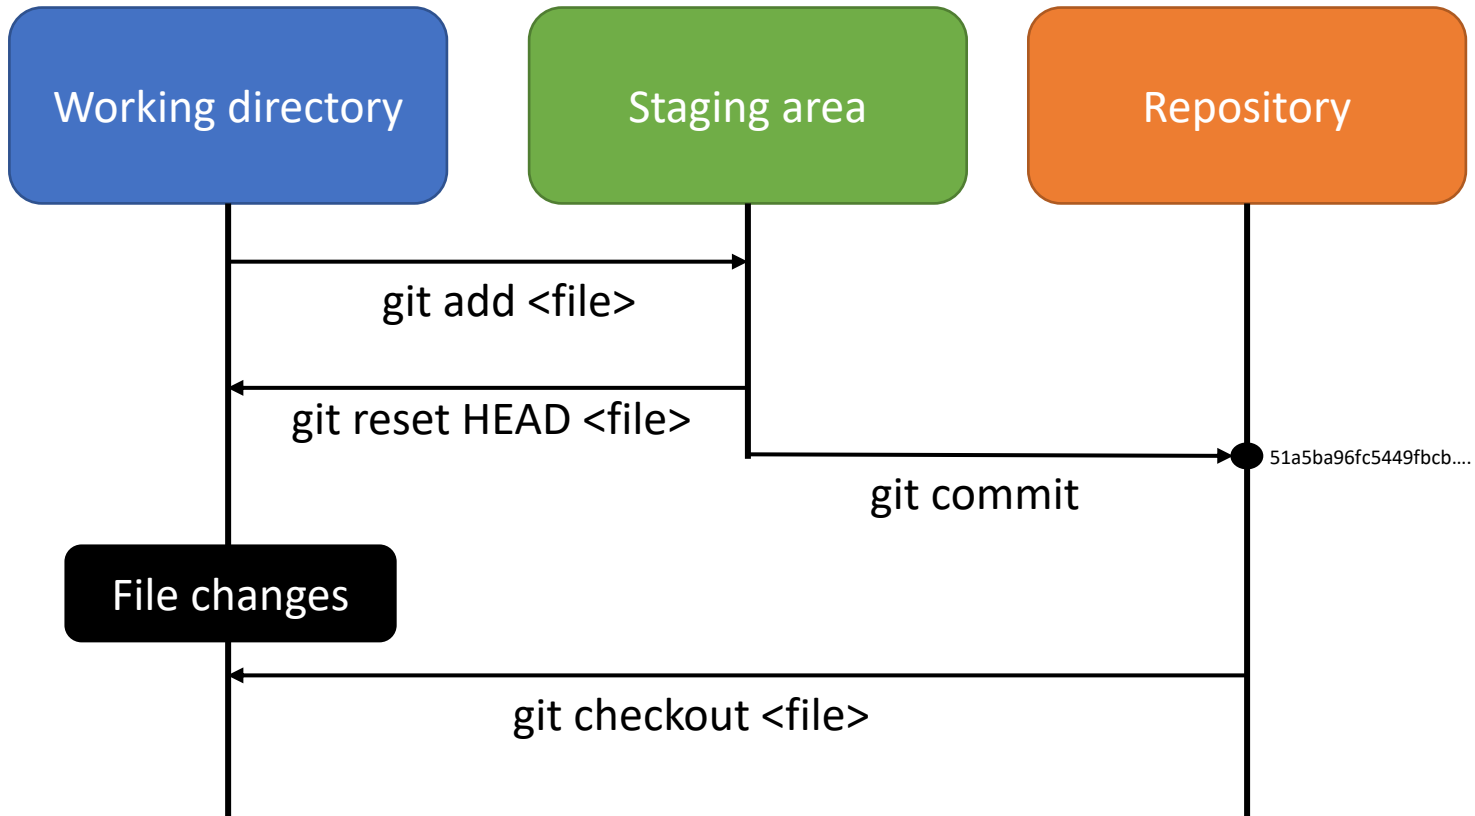 Working directory
Staging area
Repository
git add <file>
git reset HEAD <file>
51a5ba96fc5449fbcb....
git commit
File changes
git checkout <file>